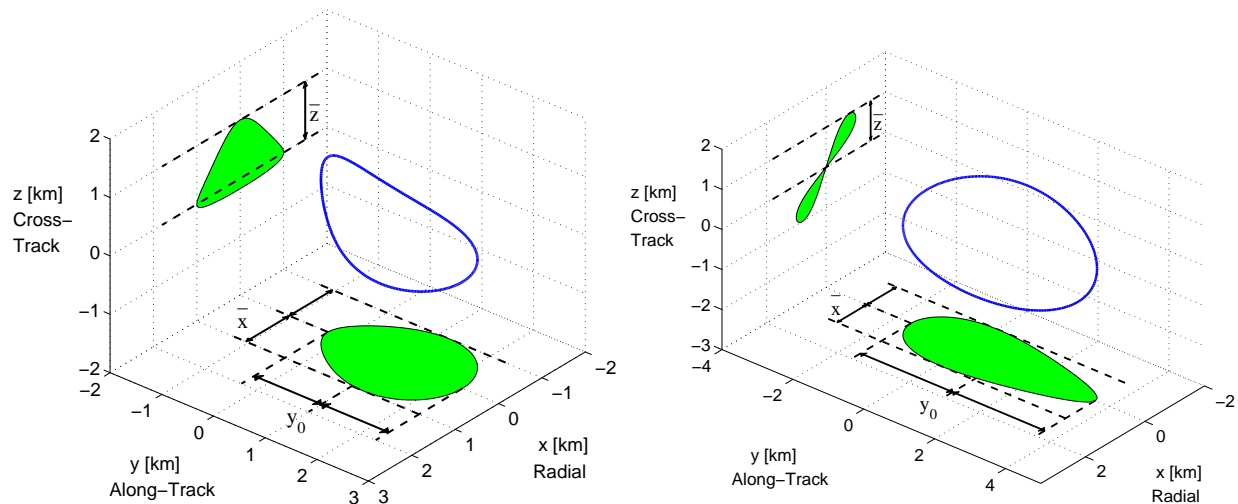 2
1
0
−1
−2
z [km]
Cross−
Track
−2
−1
0
1
2
3
y [km]
Along−Track
3
2
1
0
−1
−2
x [km]
Radial
z̅
x̅
y₀
2
1
0
−1
−2
−3
z [km]
Cross−
Track
−4
−2
0
2
4
y [km]
Along−Track
2
0
−2
x [km]
Radial
z̅
x̅
y₀